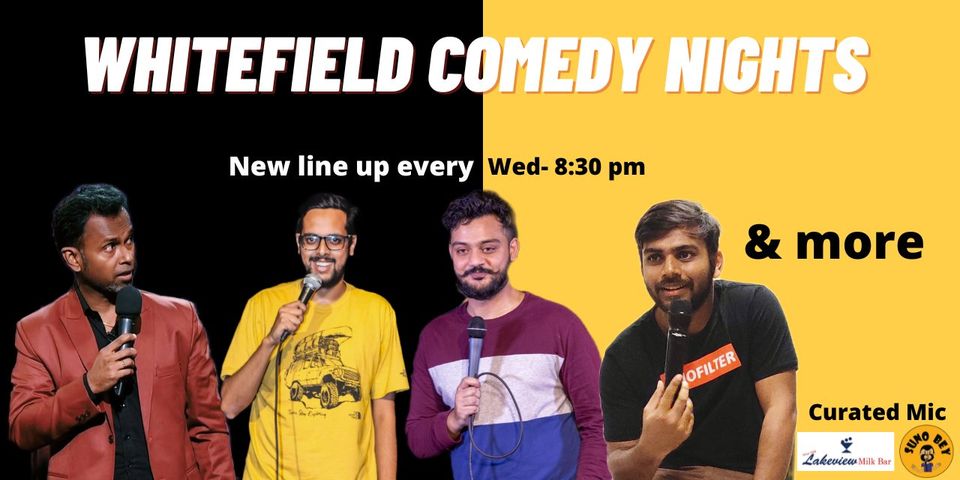 WHITEFIELD COMEDY NIGHTS
New line up every Wed- 8:30 pm
& more
NOFILTER
Curated Mic
Lakeview Milk Bar
SUNO BEY